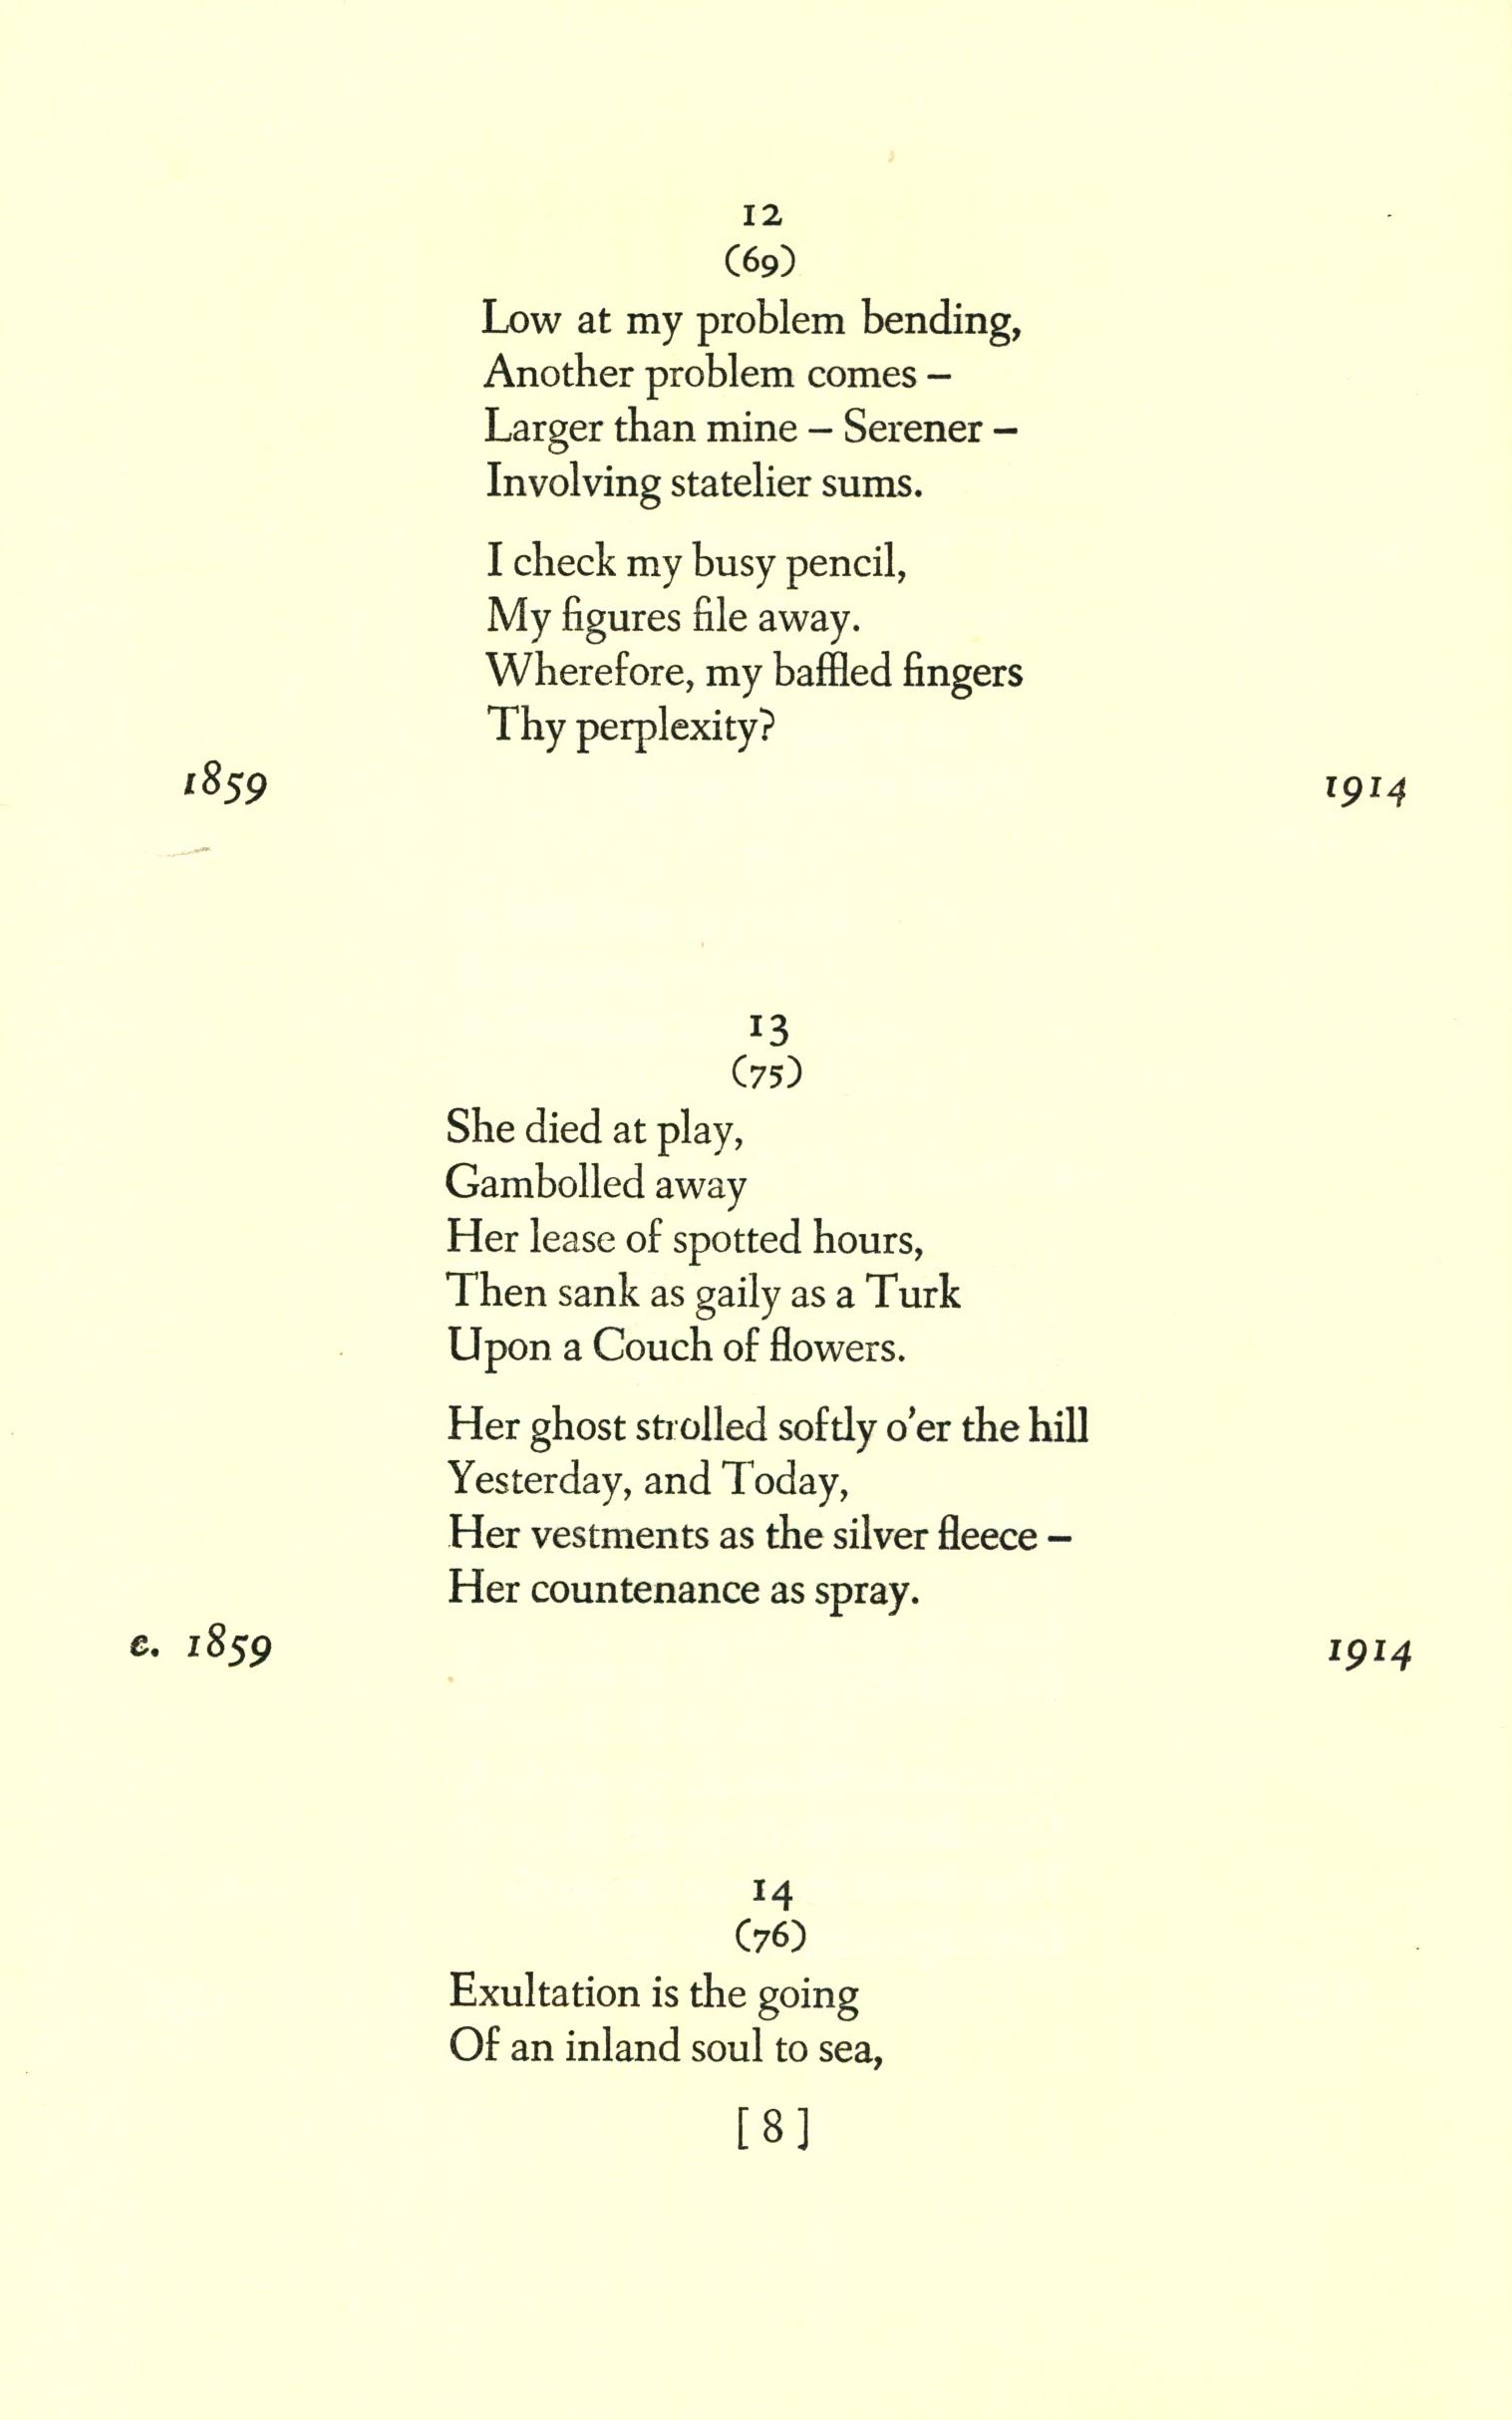 12
(69)
Low at my problem bending,
Another problem comes –
Larger than mine – Serener –
Involving statelier sums.
I check my busy pencil,
My figures file away.
Wherefore, my baffled fingers
Thy perplexity?
1859 1914
13
(75)
She died at play,
Gambolled away
Her lease of spotted hours,
Then sank as gaily as a Turk
Upon a Couch of flowers.
Her ghost strolled softly o'er the hill
Yesterday, and Today,
Her vestments as the silver fleece –
Her countenance as spray.
c. 1859 1914
14
(76)
Exultation is the going
Of an inland soul to sea,
[ 8 ]